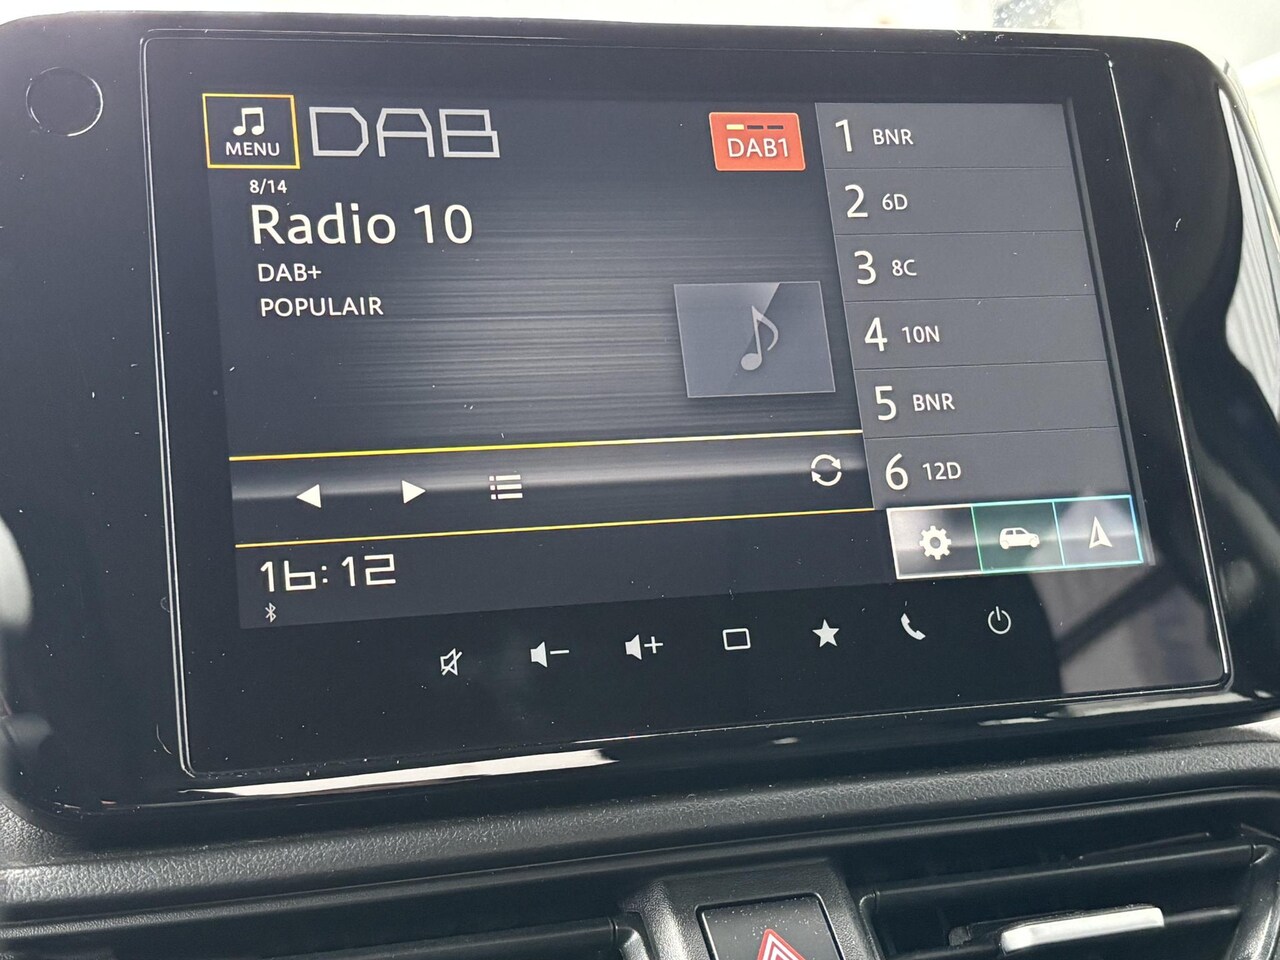 MENU
DAB
DAB1
8/14
Radio 10
DAB+
POPULAIR
1 BNR
2 6D
3 8C
4 10N
5 BNR
6 12D
16:12